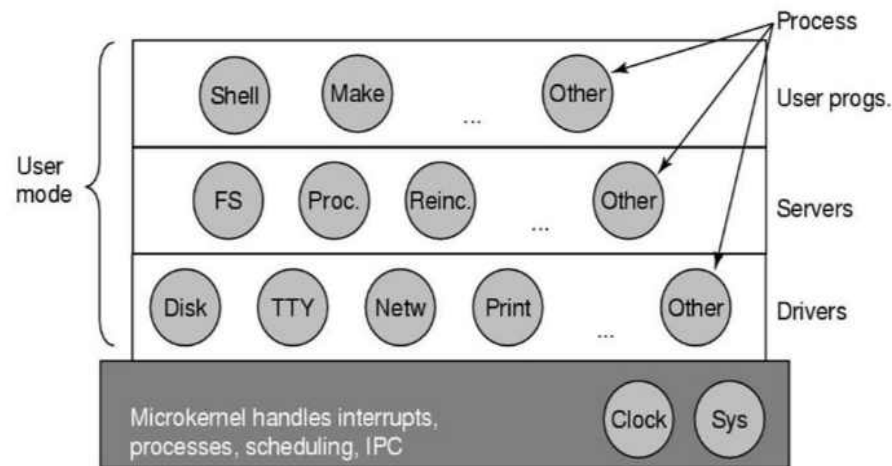 Process
Shell Make ... Other
User progs.
User
mode
FS Proc. Reinc. ... Other
Servers
Disk TTY Netw Print ... Other
Drivers
Microkernel handles interrupts,
processes, scheduling, IPC
Clock Sys